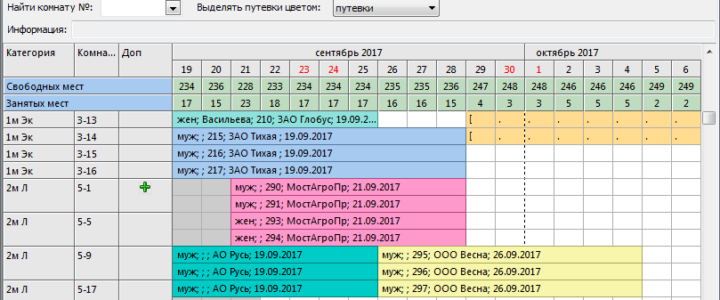 Найти комнату №: Выделять путевки цветом: путевки
Информация:
Категория Комна... Доп сентябрь 2017 октябрь 2017
19 20 21 22 23 24 25 26 27 28 29 30 1 2 3 4 5 6
Свободных мест 234 236 228 233 234 234 234 235 235 236 247 248 248 246 246 246 249 249
Занятых мест 17 15 23 18 17 17 17 16 16 15 4 3 3 5 5 5 2 2
1м Эк 3-13 жен; Васильева; 210; ЗАО Глобус; 19.09.2... [ . . . . . . .
1м Эк 3-14 муж; ; 215; ЗАО Тихая ; 19.09.2017 [ . . . . . . .
1м Эк 3-15 муж; ; 216; ЗАО Тихая ; 19.09.2017
1м Эк 3-16 муж; ; 217; ЗАО Тихая ; 19.09.2017
2м Л 5-1 муж; ; 290; МостАгроПр; 21.09.2017
муж; ; 291; МостАгроПр; 21.09.2017
2м Л 5-5 жен; ; 293; МостАгроПр; 21.09.2017
жен; ; 294; МостАгроПр; 21.09.2017
2м Л 5-9 муж; ; ; АО Русь; 19.09.2017 муж; ; 295; ООО Весна; 26.09.2017
муж; ; ; АО Русь; 19.09.2017 муж; ; 296; ООО Весна; 26.09.2017
2м Л 5-17 муж; ; ; АО Русь; 19.09.2017 муж; ; 297; ООО Весна; 26.09.2017